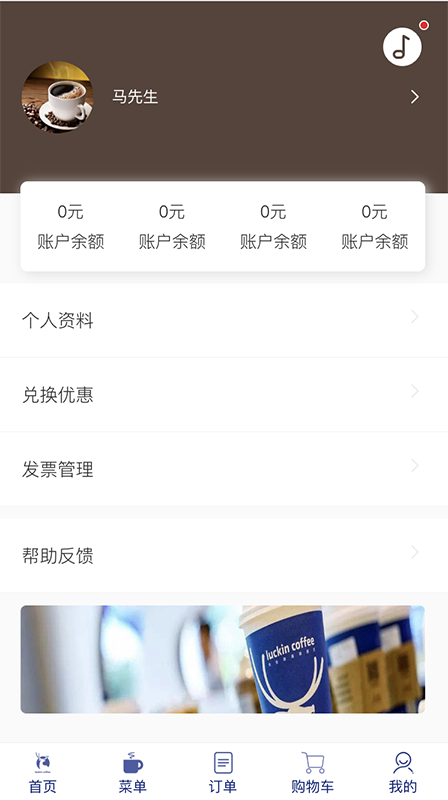 马先生
0元 0元 0元 0元
账户余额 账户余额 账户余额 账户余额
个人资料
兑换优惠
发票管理
帮助反馈
luckin coffee
首页 菜单 订单 购物车 我的